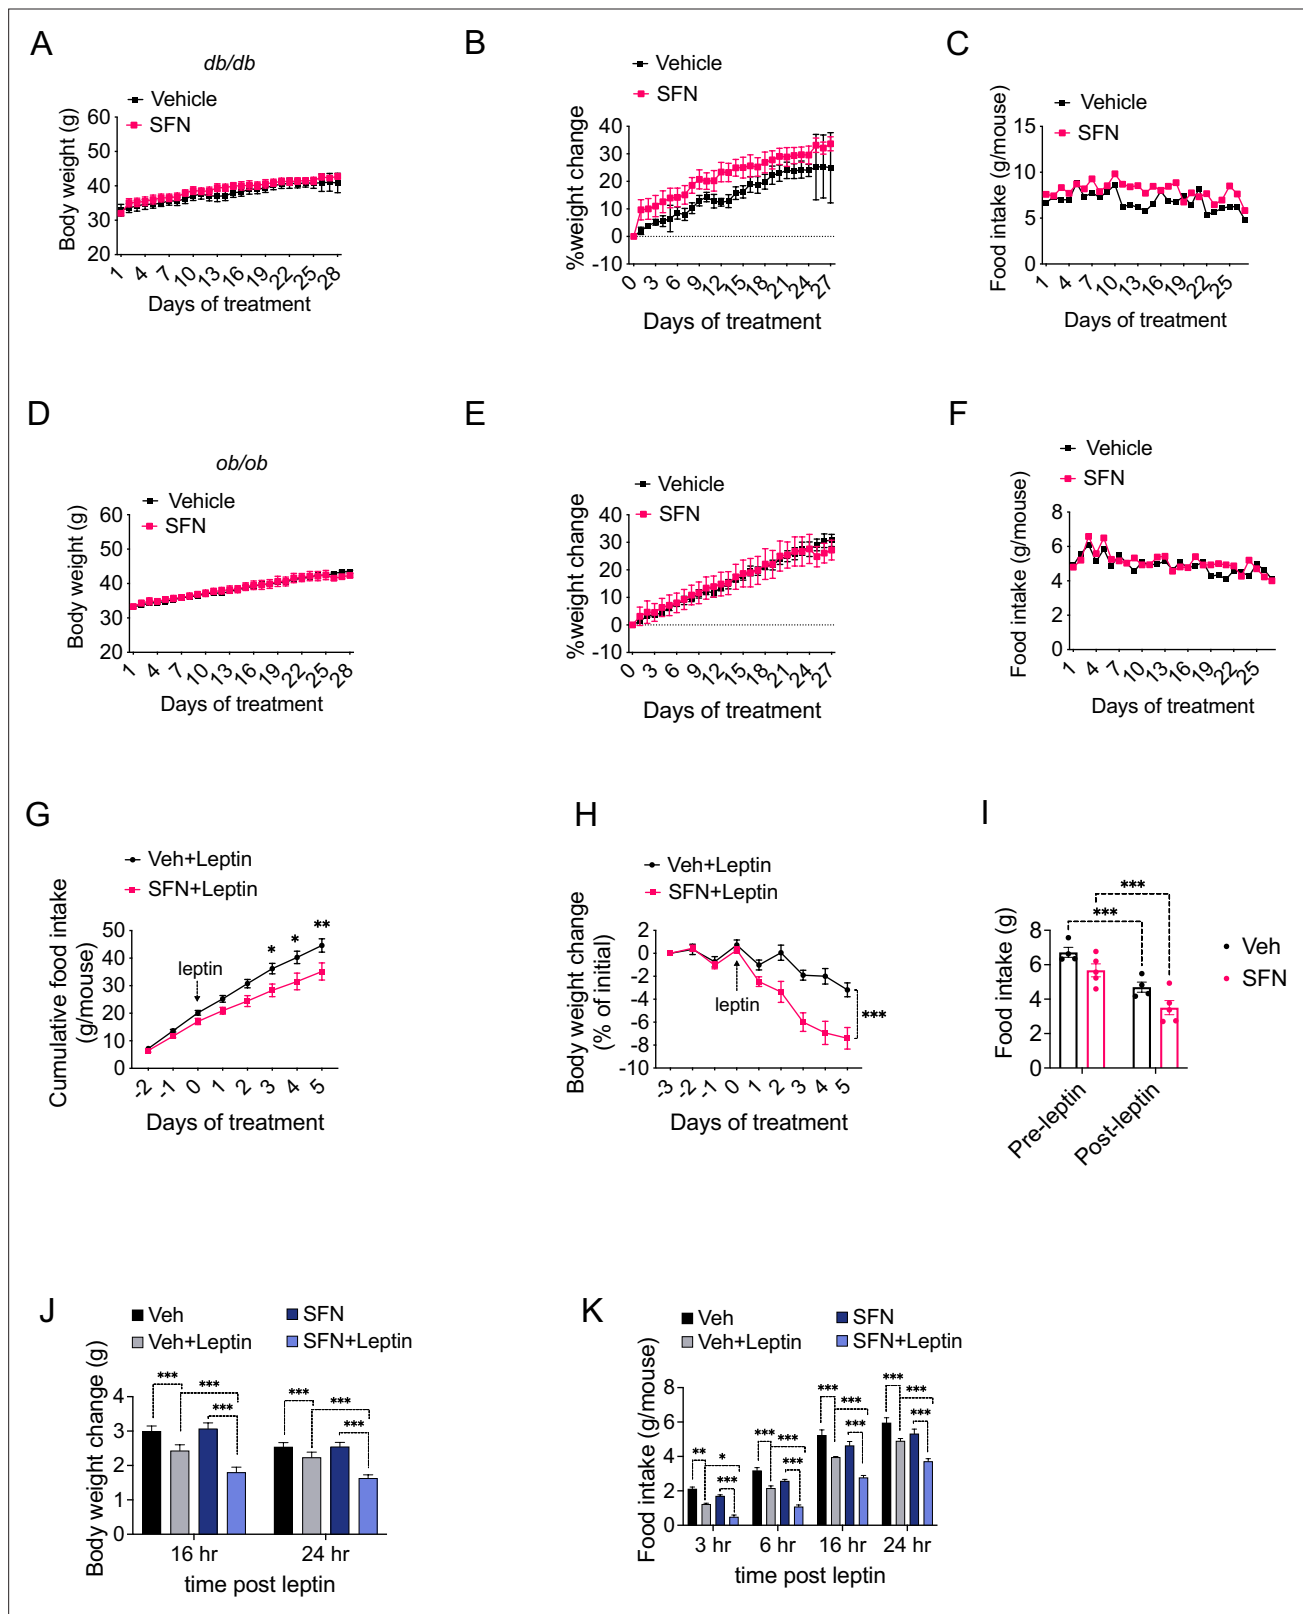 A
db/db
Vehicle
SFN
Body weight (g)
60
50
40
30
20
1 4 7 10 13 16 19 22 25 28
Days of treatment
B
Vehicle
SFN
%weight change
40
30
20
10
0
-10
0 3 6 9 12 15 18 21 24 27
Days of treatment
C
Vehicle
SFN
Food intake (g/mouse)
15
10
5
0
1 4 7 10 13 16 19 22 25
Days of treatment
D
ob/ob
Vehicle
SFN
Body weight (g)
60
50
40
30
20
1 4 7 10 13 16 19 22 25 28
Days of treatment
E
Vehicle
SFN
%weight change
40
30
20
10
0
-10
0 3 6 9 12 15 18 21 24 27
Days of treatment
F
Vehicle
SFN
Food intake (g/mouse)
8
6
4
2
0
1 4 7 10 13 16 19 22 25
Days of treatment
G
Veh+Leptin
SFN+Leptin
Cumulative food intake
(g/mouse)
50
40
30
20
10
0
leptin
* * **
-2 -1 0 1 2 3 4 5
Days of treatment
H
Veh+Leptin
SFN+Leptin
Body weight change
(% of initial)
2
0
-2
-4
-6
-8
-10
leptin
***
-3 -2 -1 0 1 2 3 4 5
Days of treatment
I
***
***
Food intake (g)
8
6
4
2
0
Veh
SFN
Pre-leptin
Post-leptin
J
Veh SFN
Veh+Leptin SFN+Leptin
Body weight change (g)
4
3
2
1
0
*** *** ***
*** *** ***
16 hr 24 hr
time post leptin
K
Veh SFN
Veh+Leptin SFN+Leptin
Food intake (g/mouse)
8
6
4
2
0
** * ***
*** *** ***
*** *** ***
*** *** ***
3 hr 6 hr 16 hr 24 hr
time post leptin